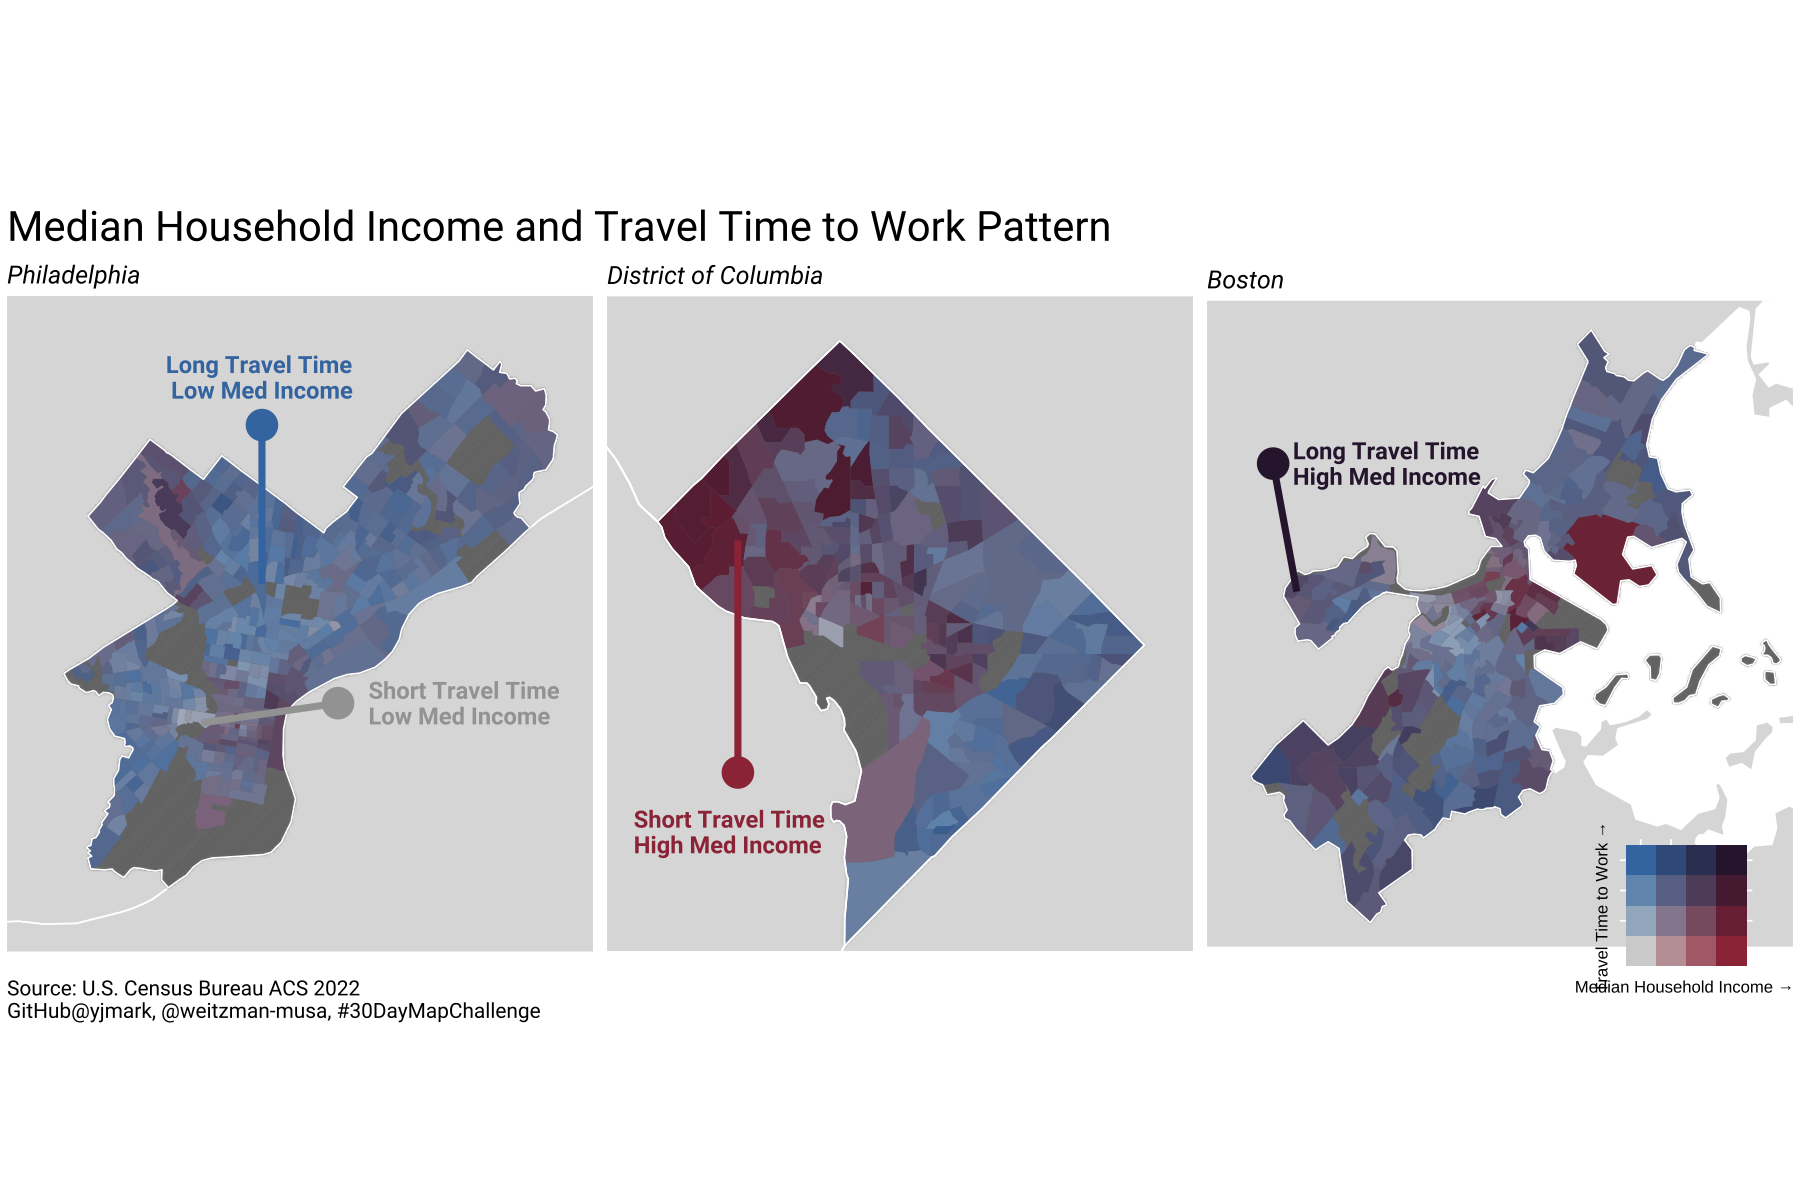 Median Household Income and Travel Time to Work Pattern
Philadelphia
Long Travel Time
Low Med Income
Short Travel Time
Low Med Income
District of Columbia
Short Travel Time
High Med Income
Boston
Long Travel Time
High Med Income
Travel Time to Work →
Median Household Income →
Source: U.S. Census Bureau ACS 2022
GitHub@yjmark, @weitzman-musa, #30DayMapChallenge